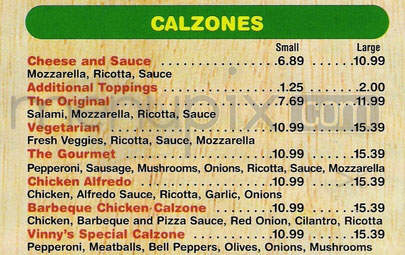 CALZONES
Small Large
Cheese and Sauce ..................6.89 ......10.99
Mozzarella, Ricotta, Sauce
Additional Toppings ................1.25 ........2.00
The Original ........................7.69 ......11.99
Salami, Mozzarella, Ricotta, Sauce
Vegetarian ........................10.99 ......15.39
Fresh Veggies, Ricotta, Sauce, Mozzarella
The Gourmet ......................10.99 ......15.39
Pepperoni, Sausage, Mushrooms, Onions, Ricotta, Sauce, Mozzarella
Chicken Alfredo ..................10.99 ......15.39
Chicken, Alfredo Sauce, Ricotta, Garlic, Onions
Barbeque Chicken Calzone ........10.99 ......15.39
Chicken, Barbeque and Pizza Sauce, Red Onion, Cilantro, Ricotta
Vinny's Special Calzone ..........10.99 ......15.39
Pepperoni, Meatballs, Bell Peppers, Olives, Onions, Mushrooms